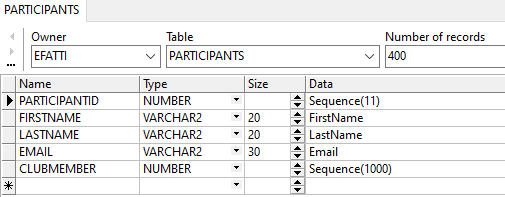 PARTICIPANTS
Owner Table Number of records
... EFATTI PARTICIPANTS 400
Name Type Size Data
PARTICIPANTID NUMBER Sequence(11)
FIRSTNAME VARCHAR2 20 FirstName
LASTNAME VARCHAR2 20 LastName
EMAIL VARCHAR2 30 Email
CLUBMEMBER NUMBER Sequence(1000)